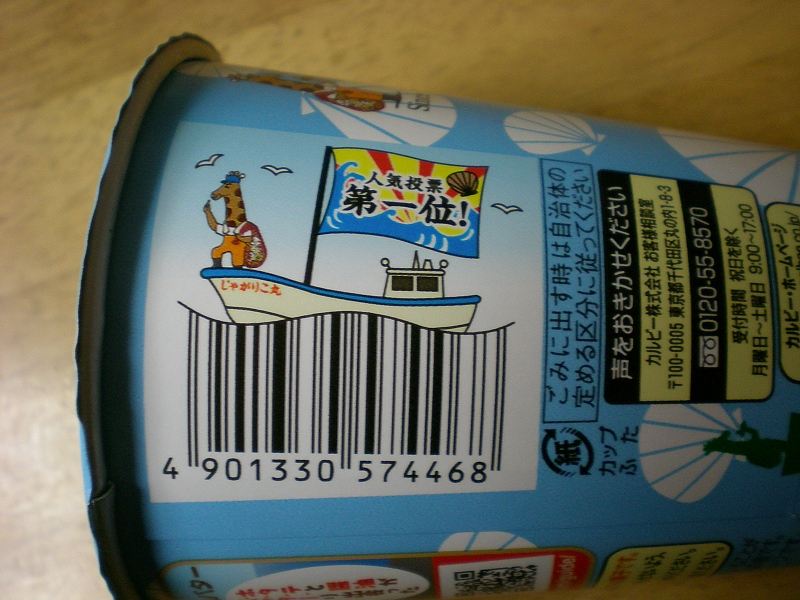 人気投票
第一位!
じゃがりこ丸
4 901330 574468
ごみに出す時は自治体の
定める区分に従ってください
紙
カップ
ふた
声をおきかせください
カルビー株式会社 お客様相談室
〒100-0005 東京都千代田区丸の内1-8-3
0120-55-8570
受付時間 祝日を除く
月曜日～土曜日 9:00～17:00
カルビー・ホームページ
バター